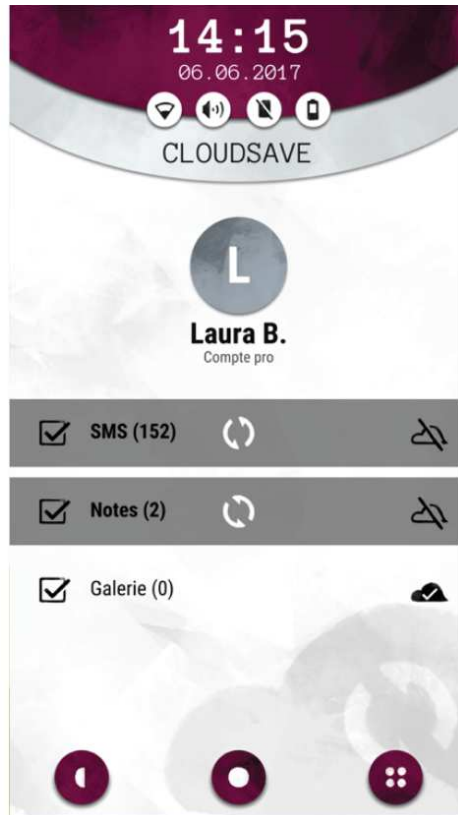 14:15
06.06.2017
CLOUDSAVE
L
Laura B.
Compte pro
SMS (152)
Notes (2)
Galerie (0)